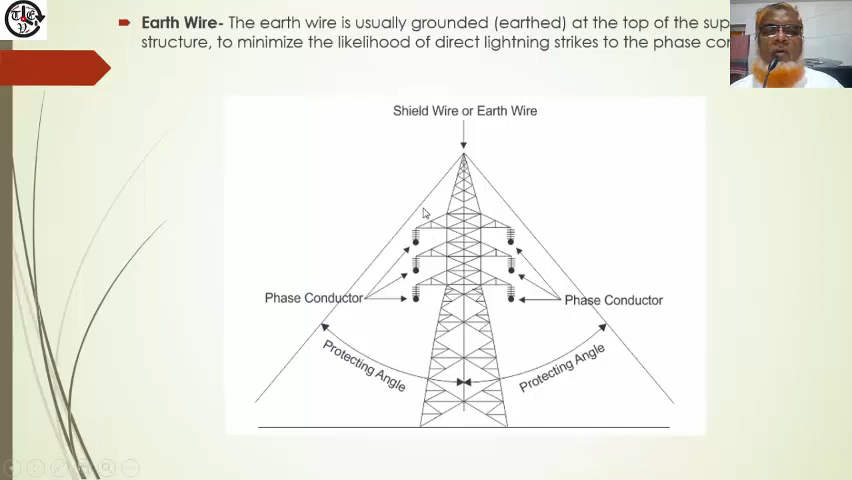 Earth Wire- The earth wire is usually grounded (earthed) at the top of the
structure, to minimize the likelihood of direct lightning strikes to the phase
Shield Wire or Earth Wire
Phase Conductor
Phase Conductor
Protecting Angle
Protecting Angle